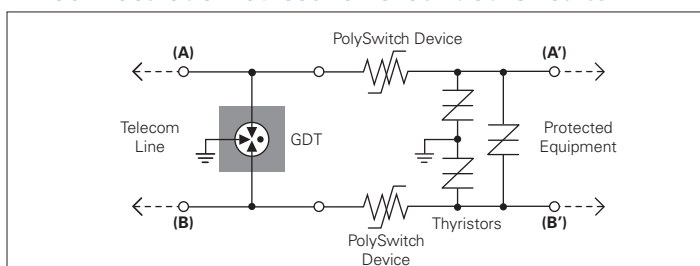 PolySwitch Device
(A)
(A')
Telecom
Line
GDT
Protected
Equipment
(B)
(B')
Thyristors
PolySwitch
Device